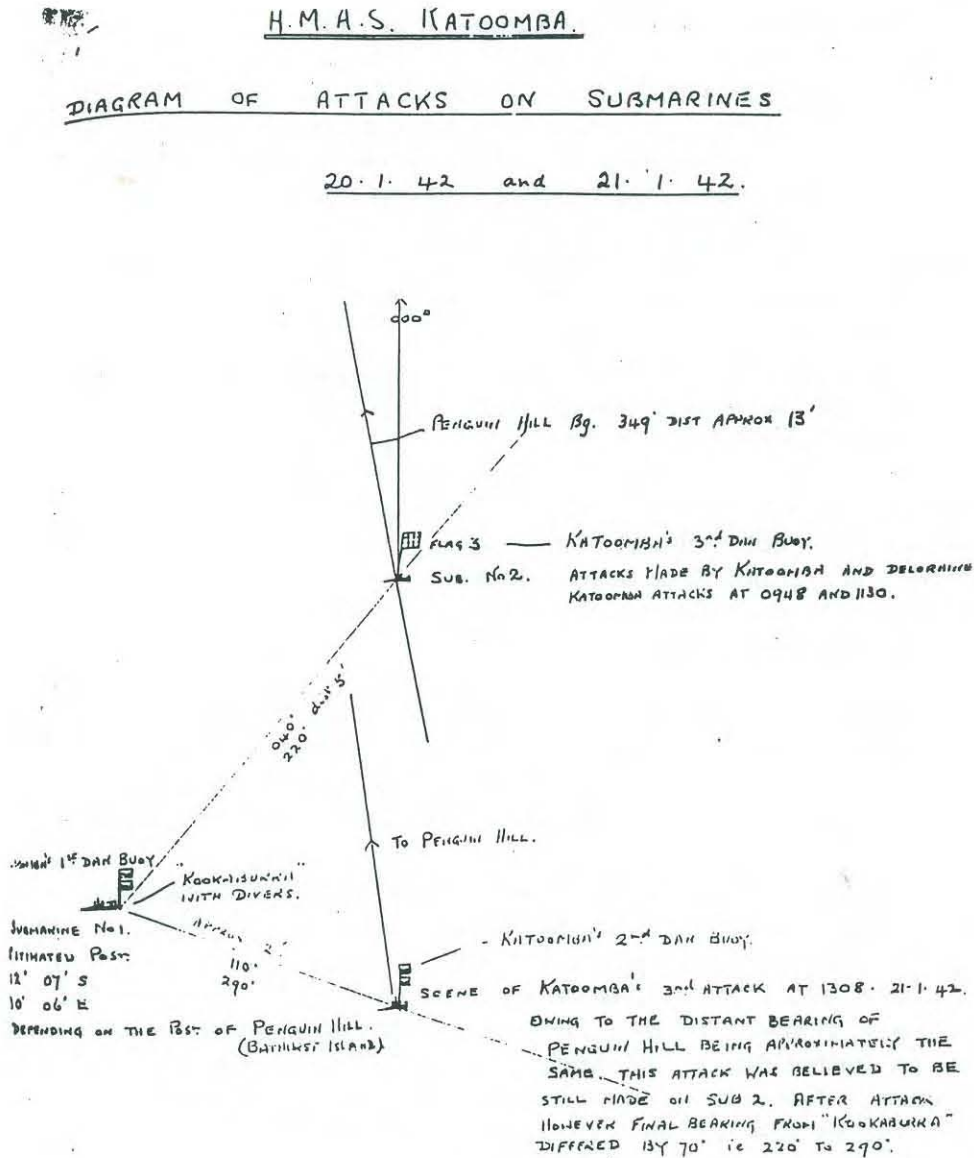 H.M.A.S. KATOOMBA.
DIAGRAM OF ATTACKS ON SUBMARINES
20. 1. 42 and 21. 1. 42.
000°
PENGUIN HILL Bg. 349° DIST APPROX 13'
FLAG 3
KATOOMBA'S 3rd DAN BUOY.
SUB. No 2.
ATTACKS MADE BY KATOOMBA AND DELORAINE
KATOOMBA ATTACKS AT 0948 AND 1130.
040°
220° dist 5'
TO PENGUIN HILL.
1st DAN BUOY
"KOOKABURRA"
WITH DIVERS.
SUBMARINE No 1.
ESTIMATED POSN:
12° 07' S
10' 06' E
DEPENDING ON THE POSN OF PENGUIN HILL.
(BATHURST ISLAND)
APPROX 2'
110°
290°
- KATOOMBA'S 2nd DAN BUOY.
SCENE OF KATOOMBA'S 3rd ATTACK AT 1308. 21-1-42.
OWING TO THE DISTANT BEARING OF
PENGUIN HILL BEING APPROXIMATELY THE
SAME. THIS ATTACK WAS BELIEVED TO BE
STILL MADE ON SUB 2. AFTER ATTACK
HOWEVER FINAL BEARING FROM "KOOKABURRA"
DIFFERED BY 70° ie 220° TO 290°.